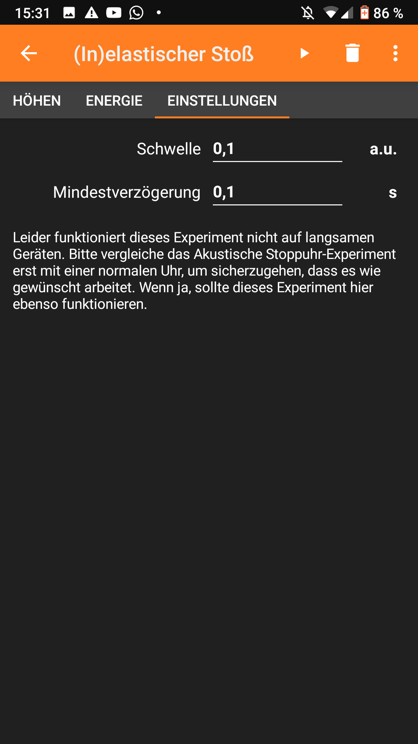 15:31 86 %
(In)elastischer Stoß
HÖHEN ENERGIE EINSTELLUNGEN
Schwelle 0,1 a.u.
Mindestverzögerung 0,1 s
Leider funktioniert dieses Experiment nicht auf langsamen
Geräten. Bitte vergleiche das Akustische Stoppuhr-Experiment
erst mit einer normalen Uhr, um sicherzugehen, dass es wie
gewünscht arbeitet. Wenn ja, sollte dieses Experiment hier
ebenso funktionieren.